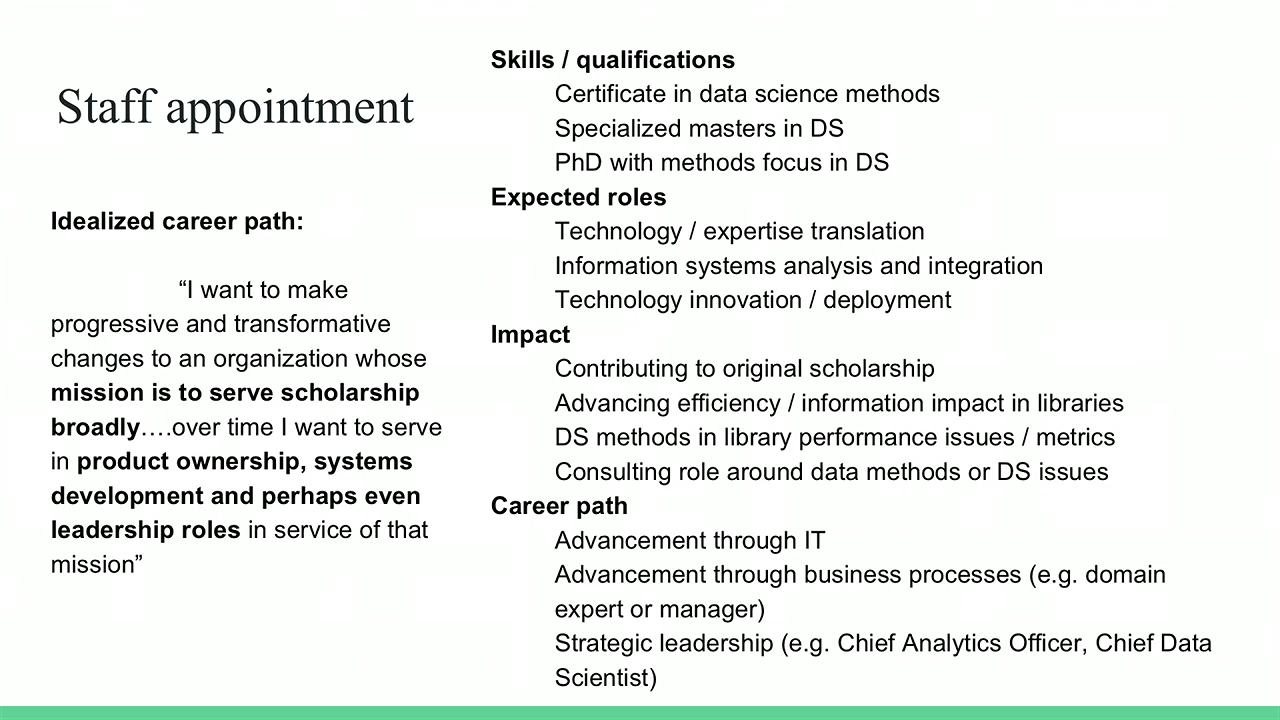 Staff appointment
Idealized career path:
“I want to make
progressive and transformative
changes to an organization whose
mission is to serve scholarship
broadly….over time I want to serve
in product ownership, systems
development and perhaps even
leadership roles in service of that
mission”
Skills / qualifications
Certificate in data science methods
Specialized masters in DS
PhD with methods focus in DS
Expected roles
Technology / expertise translation
Information systems analysis and integration
Technology innovation / deployment
Impact
Contributing to original scholarship
Advancing efficiency / information impact in libraries
DS methods in library performance issues / metrics
Consulting role around data methods or DS issues
Career path
Advancement through IT
Advancement through business processes (e.g. domain
expert or manager)
Strategic leadership (e.g. Chief Analytics Officer, Chief Data
Scientist)